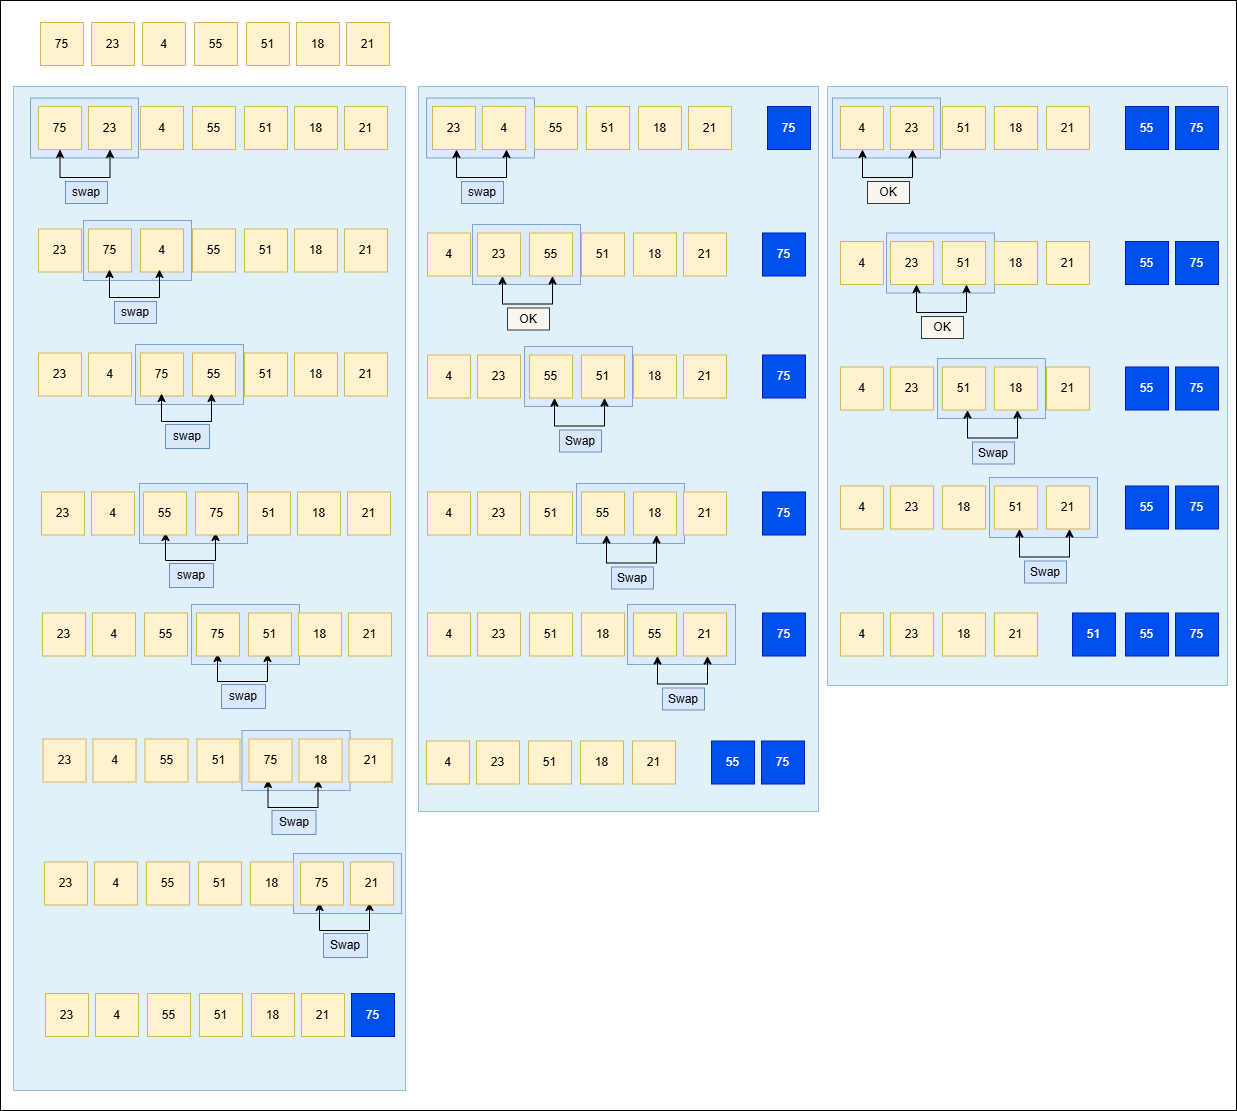 75 23 4 55 51 18 21
75 23 4 55 51 18 21
swap
23 75 4 55 51 18 21
swap
23 4 75 55 51 18 21
swap
23 4 55 75 51 18 21
swap
23 4 55 75 51 18 21
swap
23 4 55 51 75 18 21
Swap
23 4 55 51 18 75 21
Swap
23 4 55 51 18 21 75
23 4 55 51 18 21 75
swap
4 23 55 51 18 21 75
OK
4 23 55 51 18 21 75
Swap
4 23 51 55 18 21 75
Swap
4 23 51 18 55 21 75
Swap
4 23 51 18 21 55 75
4 23 51 18 21 55 75
OK
4 23 51 18 21 55 75
OK
4 23 51 18 21 55 75
Swap
4 23 18 51 21 55 75
Swap
4 23 18 21 51 55 75